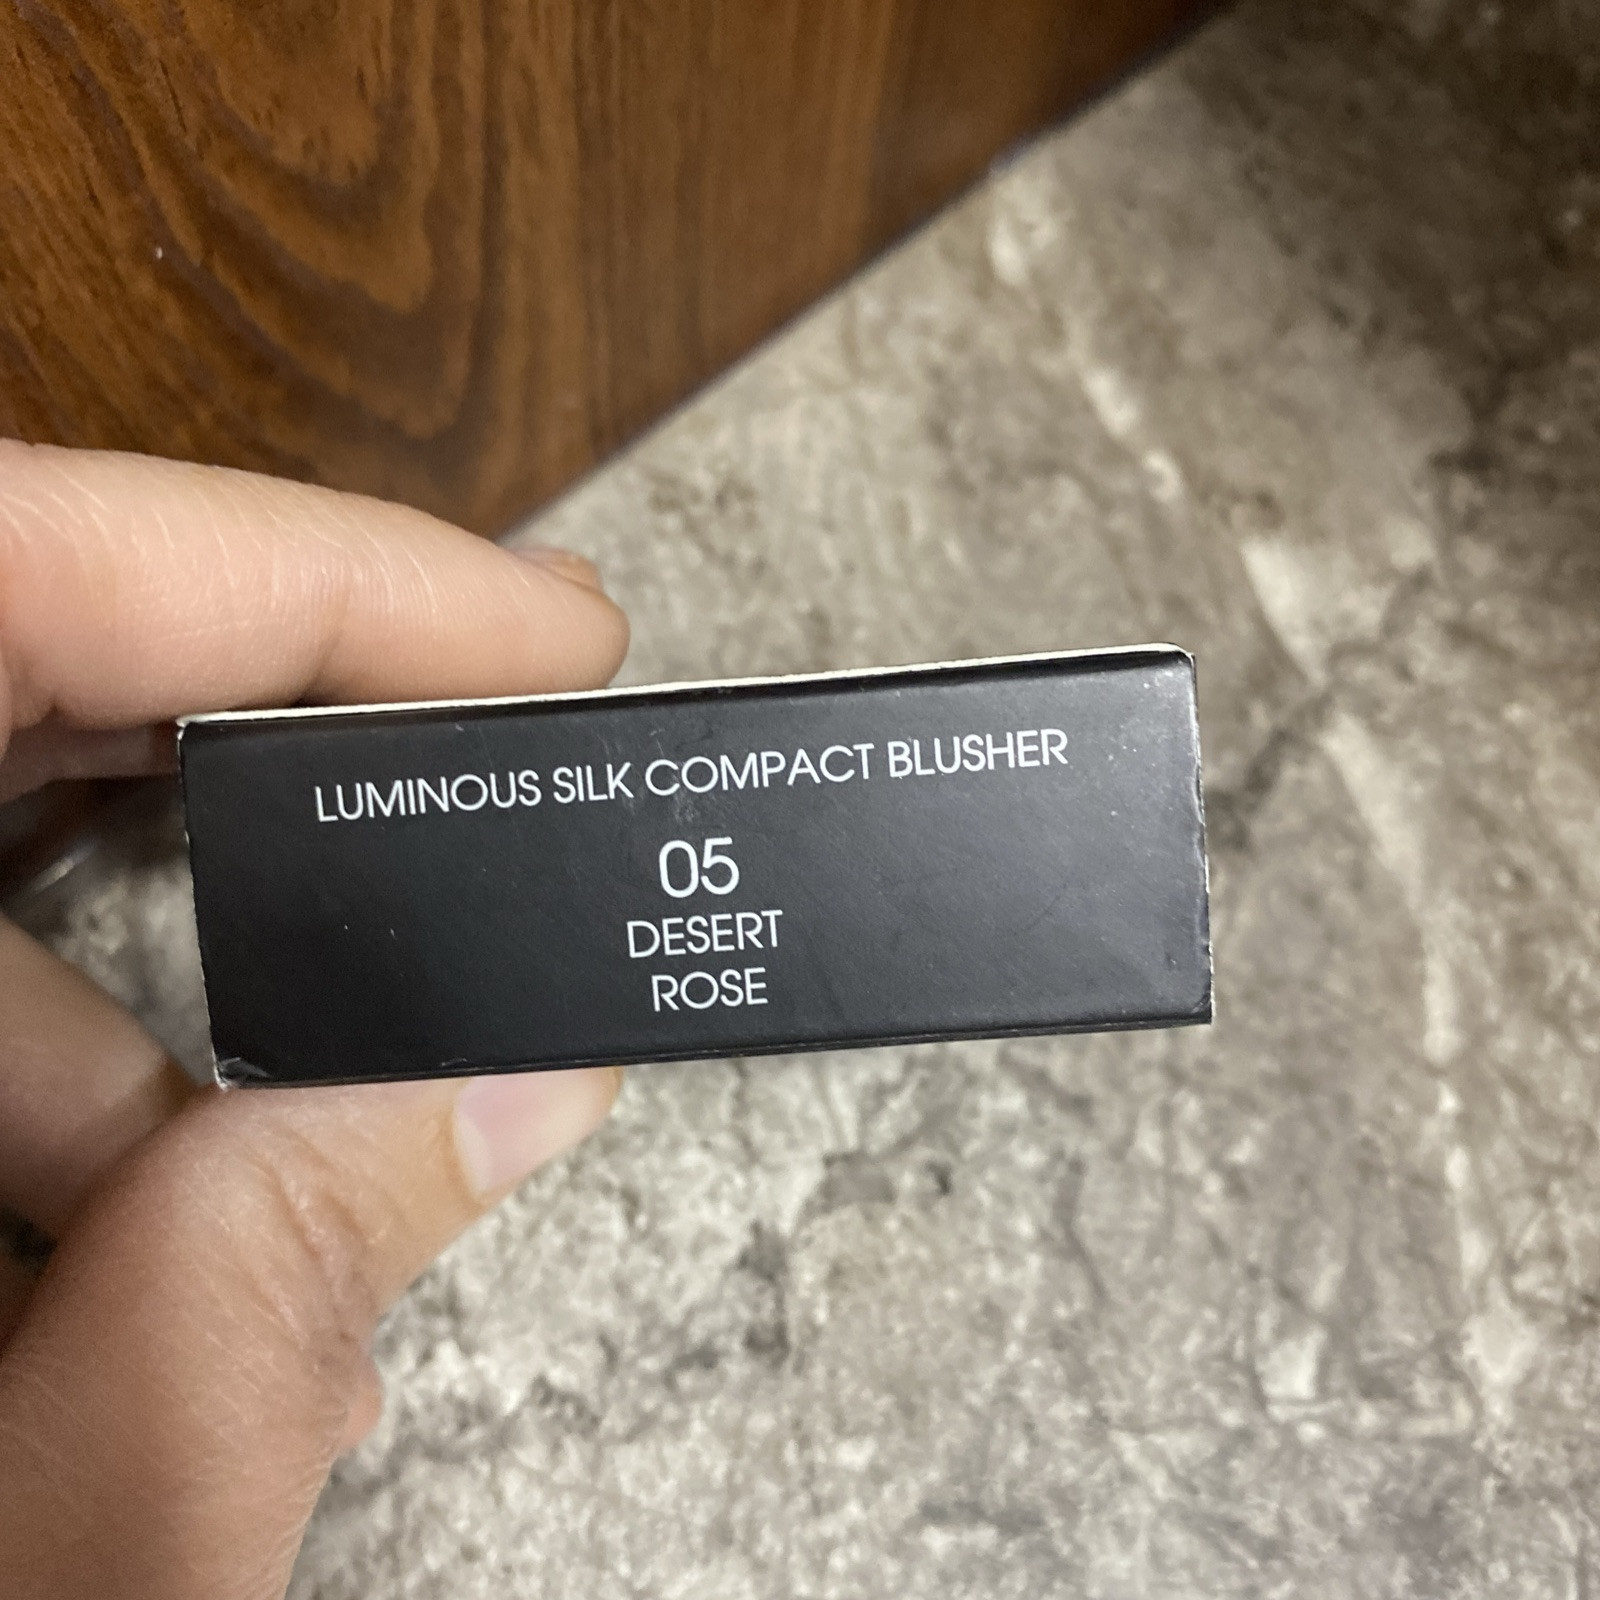 LUMINOUS SILK COMPACT BLUSHER
05
DESERT
ROSE